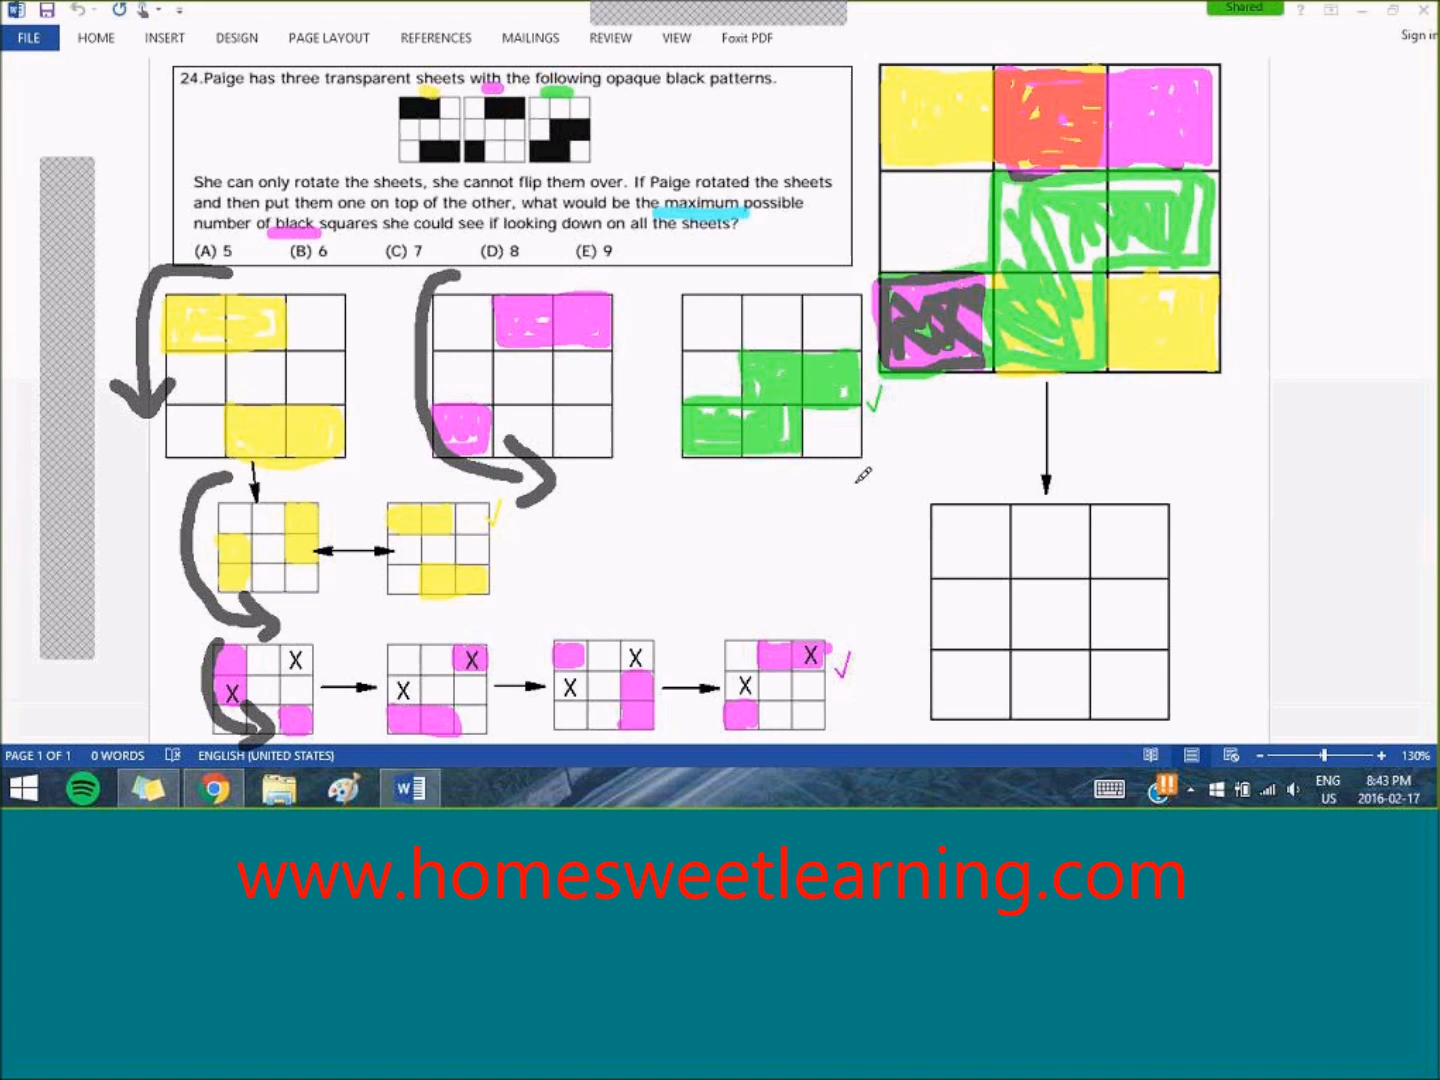 Shared
?
FILE
HOME
INSERT
DESIGN
PAGE LAYOUT
REFERENCES
MAILINGS
REVIEW
VIEW
Foxit PDF
Sign in
24.Paige has three transparent sheets with the following opaque black patterns.
She can only rotate the sheets, she cannot flip them over. If Paige rotated the sheets
and then put them one on top of the other, what would be the maximum possible
number of black squares she could see if looking down on all the sheets?
(A) 5 (B) 6 (C) 7 (D) 8 (E) 9
X X X X
X X X X
PAGE 1 OF 1 0 WORDS ENGLISH (UNITED STATES) 130%
ENG 8:43 PM
US 2016-02-17
www.homesweetlearning.com